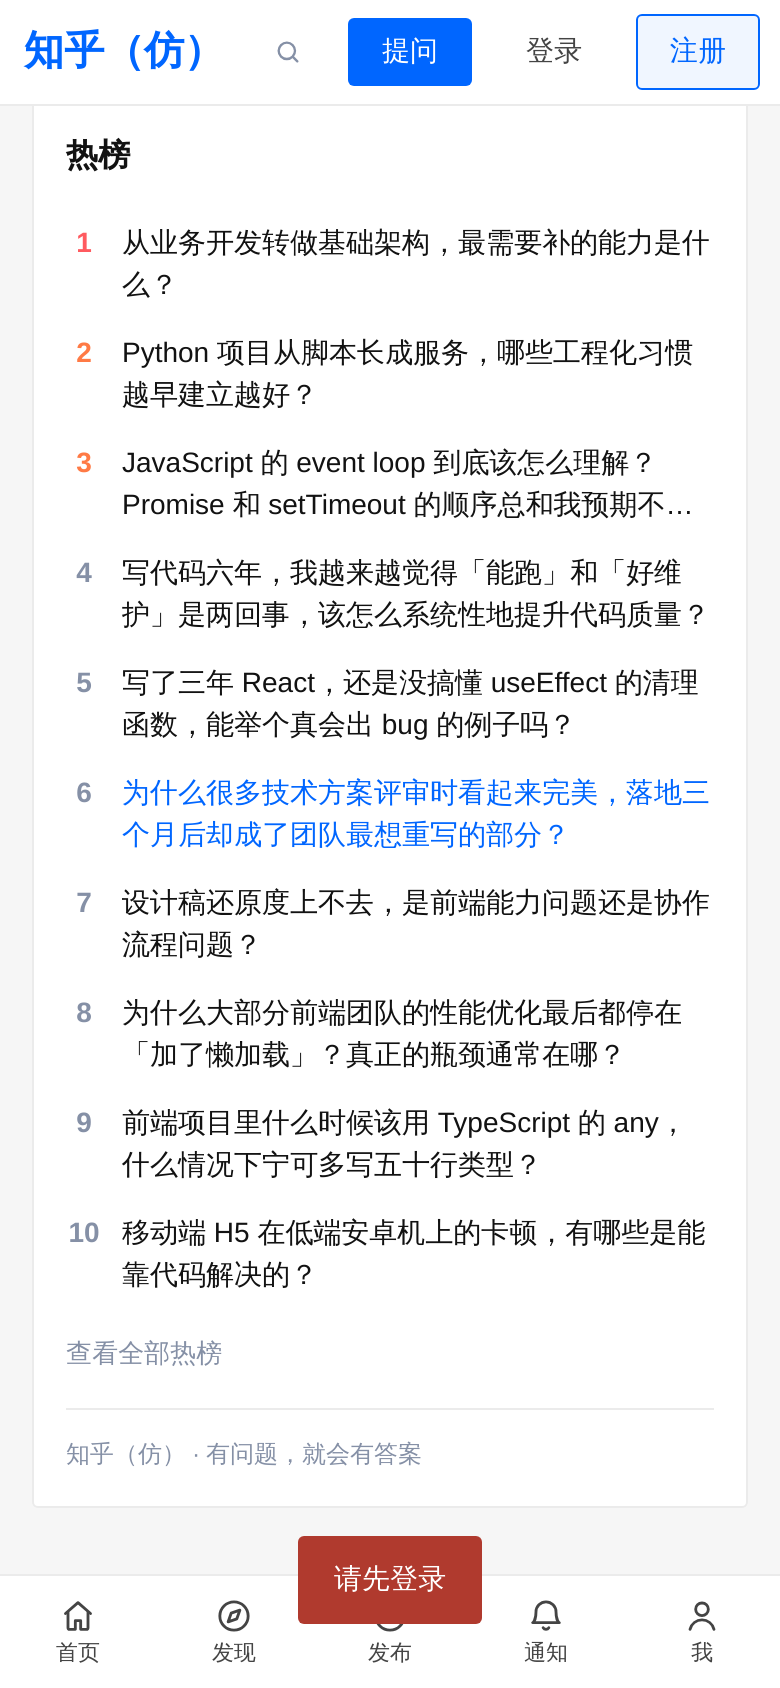 知乎（仿）
提问
登录
注册
热榜
1 从业务开发转做基础架构，最需要补的能力是什
么？
2 Python 项目从脚本长成服务，哪些工程化习惯
越早建立越好？
3 JavaScript 的 event loop 到底该怎么理解？
Promise 和 setTimeout 的顺序总和我预期不…
4 写代码六年，我越来越觉得「能跑」和「好维
护」是两回事，该怎么系统性地提升代码质量？
5 写了三年 React，还是没搞懂 useEffect 的清理
函数，能举个真会出 bug 的例子吗？
6 为什么很多技术方案评审时看起来完美，落地三
个月后却成了团队最想重写的部分？
7 设计稿还原度上不去，是前端能力问题还是协作
流程问题？
8 为什么大部分前端团队的性能优化最后都停在
「加了懒加载」？真正的瓶颈通常在哪？
9 前端项目里什么时候该用 TypeScript 的 any，
什么情况下宁可多写五十行类型？
10 移动端 H5 在低端安卓机上的卡顿，有哪些是能
靠代码解决的？
查看全部热榜
知乎（仿） · 有问题，就会有答案
请先登录
首页
发现
发布
通知
我